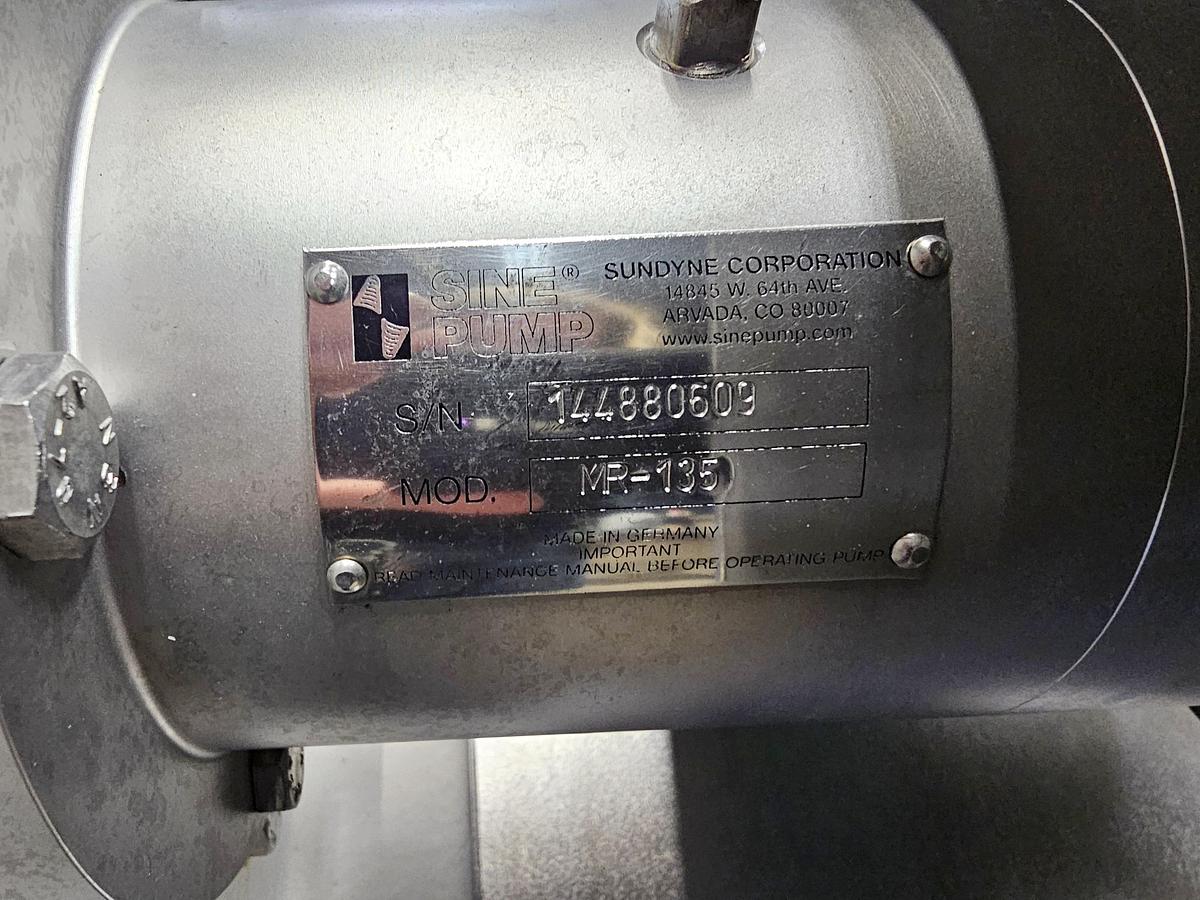 SINE®
PUMP
SUNDYNE CORPORATION
14845 W. 64th AVE.
ARVADA, CO 80007
www.sinepump.com
S/N 144880609
MOD. MR-135
MADE IN GERMANY
IMPORTANT
READ MAINTENANCE MANUAL BEFORE OPERATING PUMP